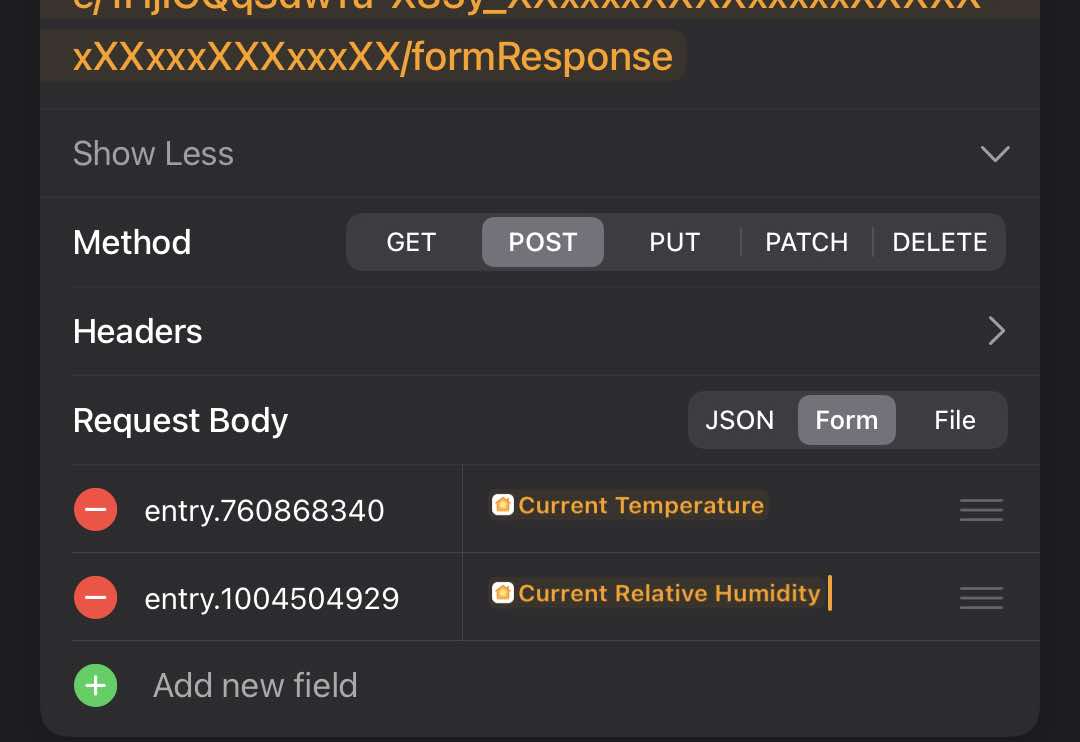 xXXxxxXXXxxxXX/formResponse
Show Less
Method GET POST PUT PATCH DELETE
Headers
Request Body JSON Form File
entry.760868340 Current Temperature
entry.1004504929 Current Relative Humidity
Add new field